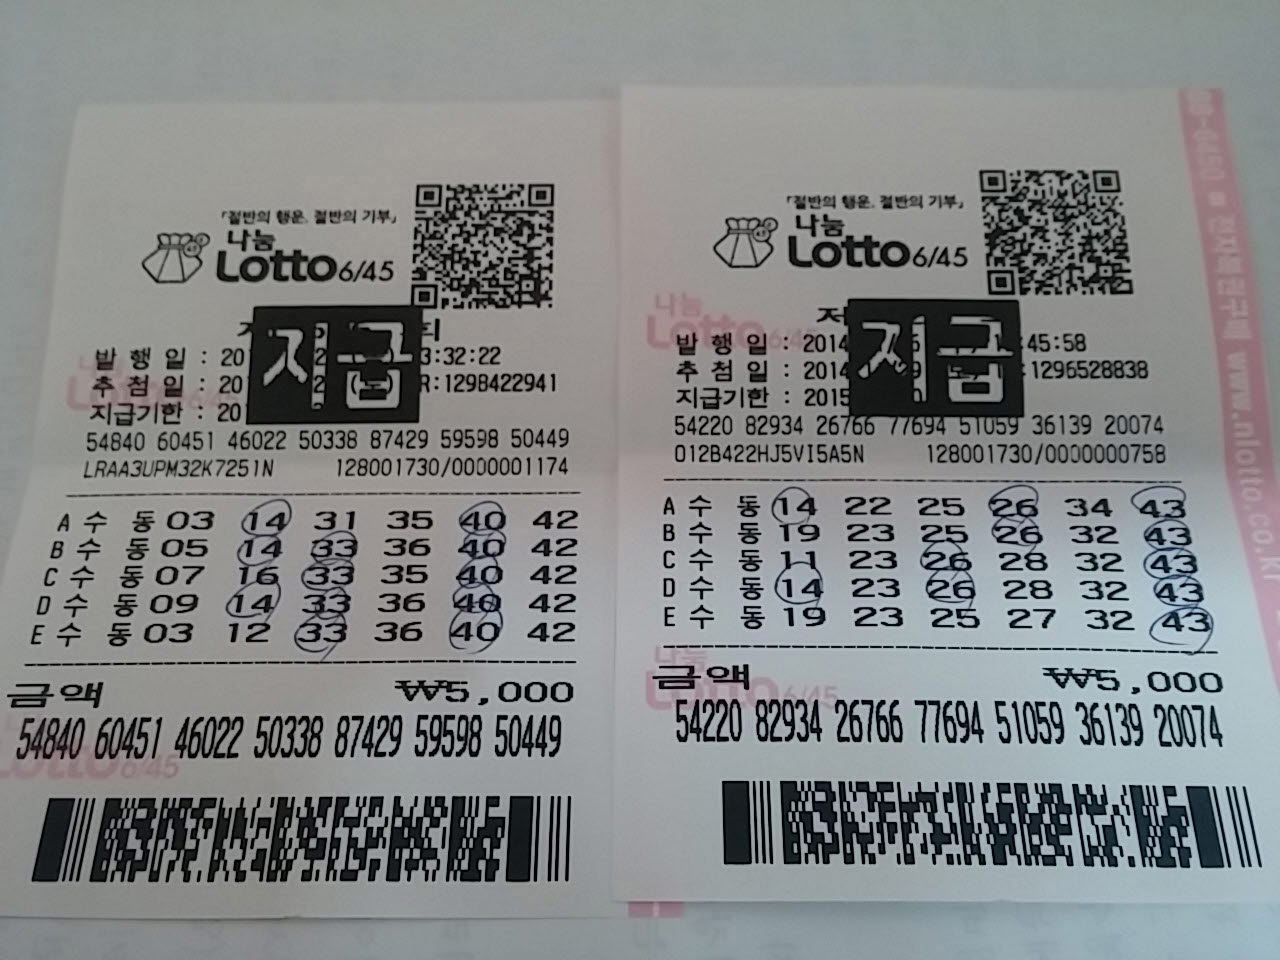 「절반의 행운, 절반의 기부」
나눔
Lotto 6/45
지급
발 행 일 : 20 3:32:22
추 첨 일 : 20 R:1298422941
지급기한 : 20
54840 60451 46022 50338 87429 59598 50449
LRAA3UPM32K7251N 128001730/0000001174
A 수 동 03 14 31 35 40 42
B 수 동 05 14 33 36 40 42
C 수 동 07 16 33 35 40 42
D 수 동 09 14 33 36 40 42
E 수 동 03 12 33 36 40 42
금액 ₩5,000
54840 60451 46022 50338 87429 59598 50449
「절반의 행운, 절반의 기부」
나눔
Lotto 6/45
지급
발 행 일 : 2014 :45:58
추 첨 일 : 2014 :1296528838
지급기한 : 2015
54220 82934 26766 77694 51059 36139 20074
012B422HJ5VI5A5N 128001730/0000000758
A 수 동 14 22 25 26 34 43
B 수 동 19 23 25 26 32 43
C 수 동 11 23 26 28 32 43
D 수 동 14 23 26 28 32 43
E 수 동 19 23 25 27 32 43
금액 ₩5,000
54220 82934 26766 77694 51059 36139 20074
www.nlotto.co.kr